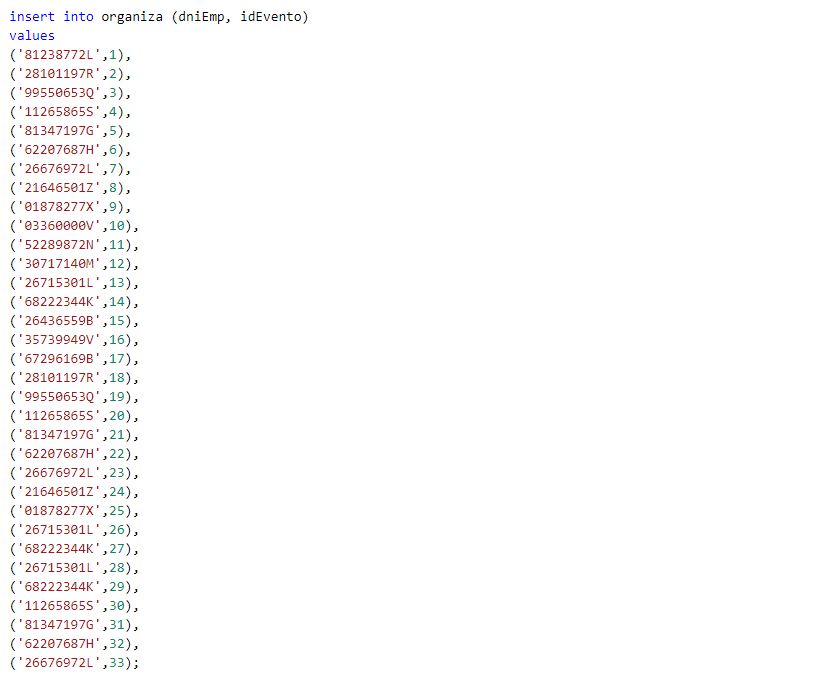 insert into organiza (dniEmp, idEvento)
values
('81238772L',1),
('28101197R',2),
('99550653Q',3),
('11265865S',4),
('81347197G',5),
('62207687H',6),
('26676972L',7),
('21646501Z',8),
('01878277X',9),
('03360000V',10),
('52289872N',11),
('30717140M',12),
('26715301L',13),
('68222344K',14),
('26436559B',15),
('35739949V',16),
('67296169B',17),
('28101197R',18),
('99550653Q',19),
('11265865S',20),
('81347197G',21),
('62207687H',22),
('26676972L',23),
('21646501Z',24),
('01878277X',25),
('26715301L',26),
('68222344K',27),
('26715301L',28),
('68222344K',29),
('11265865S',30),
('81347197G',31),
('62207687H',32),
('26676972L',33);